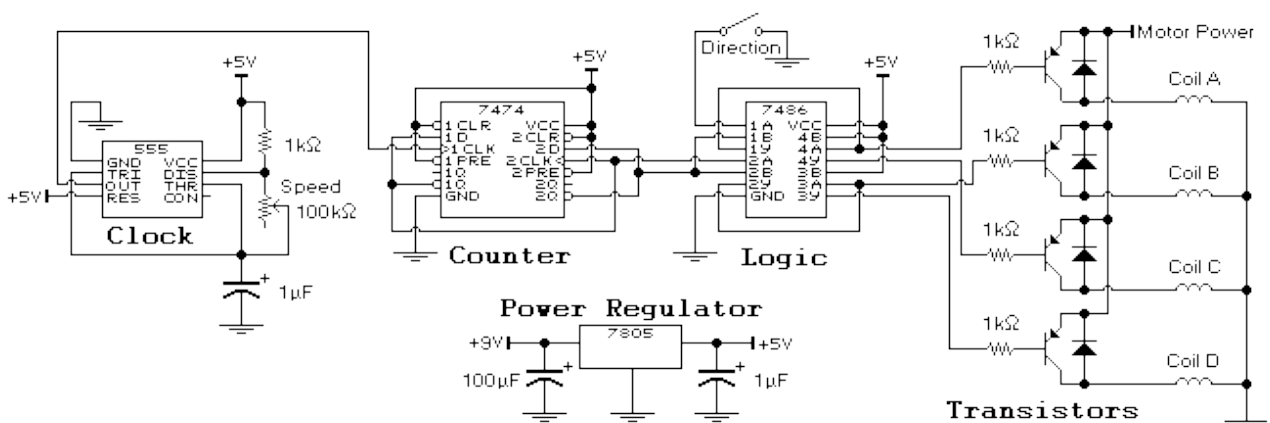 +5V
GND
TRI
OUT
RES
555
VCC
DIS
THR
CON
+5V
1kΩ
Speed
100kΩ
1µF
Clock
+5V
7474
1CLR
1D
1CLK
1PRE
1Q
1Q
GND
VCC
2CLR
2D
2CLK
2PRE
2Q
2Q
Counter
Direction
+5V
7486
1A
1B
1Y
2A
2B
2Y
GND
VCC
4B
4A
4Y
3B
3A
3Y
Logic
Power Regulator
+9V
7805
+5V
100µF
1µF
Motor Power
1kΩ
Coil A
1kΩ
Coil B
1kΩ
Coil C
1kΩ
Coil D
Transistors